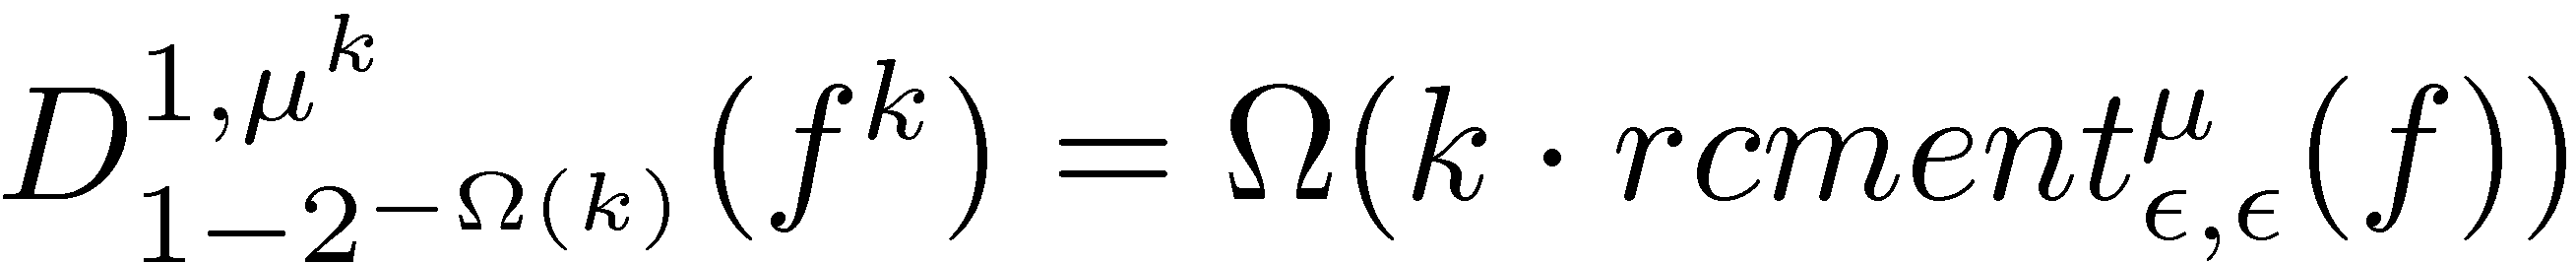 $D^{1,\mu^k}_{1-2^{-\Omega(k)}}(f^k) = \Omega(k \cdot rcment^{\mu}_{\epsilon,\epsilon}(f))$